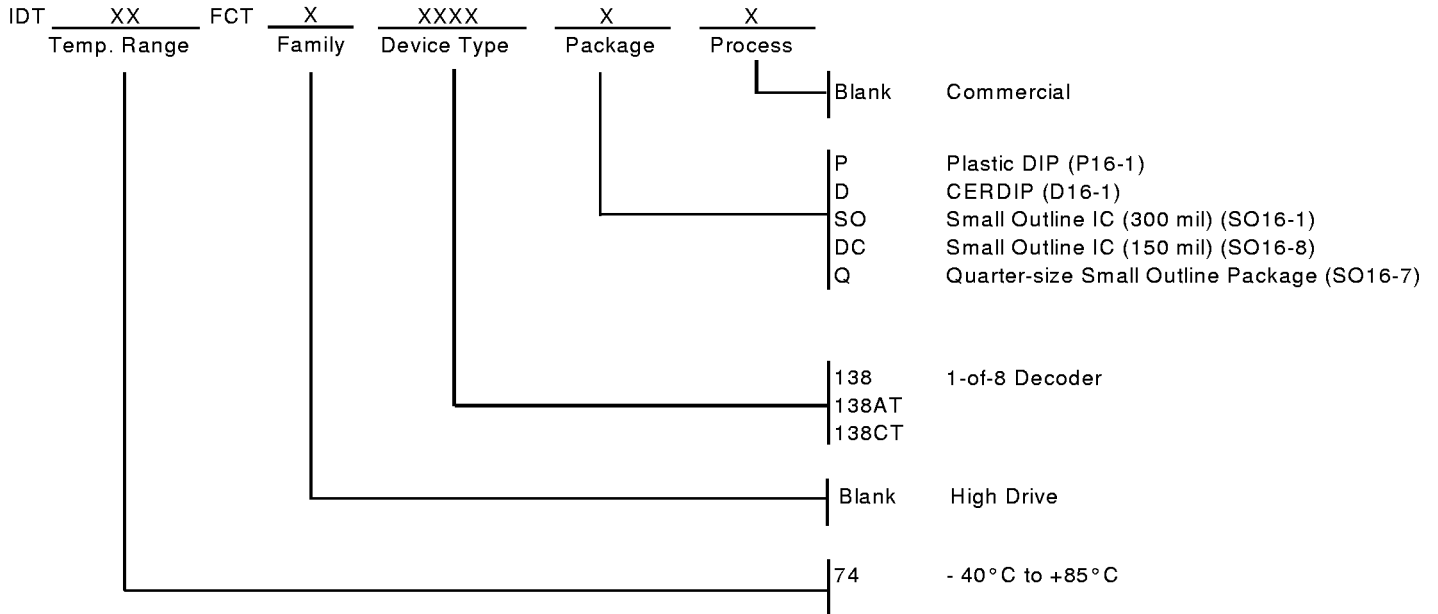 IDT XX FCT X XXXX X X
Temp. Range Family Device Type Package Process
Blank Commercial
P Plastic DIP (P16-1)
D CERDIP (D16-1)
SO Small Outline IC (300 mil) (SO16-1)
DC Small Outline IC (150 mil) (SO16-8)
Q Quarter-size Small Outline Package (SO16-7)
138 1-of-8 Decoder
138AT
138CT
Blank High Drive
74 - 40°C to +85°C